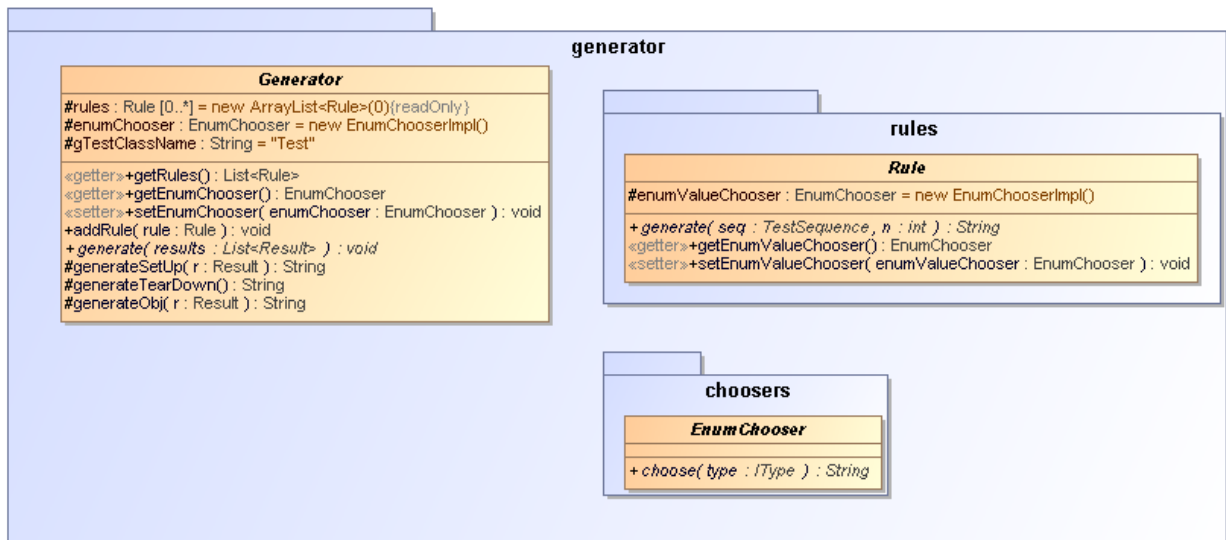 generator
Generator
#rules : Rule [0..*] = new ArrayList<Rule>(0){readOnly}
#enumChooser : EnumChooser = new EnumChooserImpl()
#gTestClassName : String = "Test"
«getter»+getRules() : List<Rule>
«getter»+getEnumChooser() : EnumChooser
«setter»+setEnumChooser( enumChooser : EnumChooser ) : void
+addRule( rule : Rule ) : void
+generate( results : List<Result> ) : void
#generateSetUp( r : Result ) : String
#generateTearDown() : String
#generateObj( r : Result ) : String
rules
Rule
#enumValueChooser : EnumChooser = new EnumChooserImpl()
+generate( seq : TestSequence, n : int ) : String
«getter»+getEnumValueChooser() : EnumChooser
«setter»+setEnumValueChooser( enumValueChooser : EnumChooser ) : void
choosers
EnumChooser
+choose( type : IType ) : String